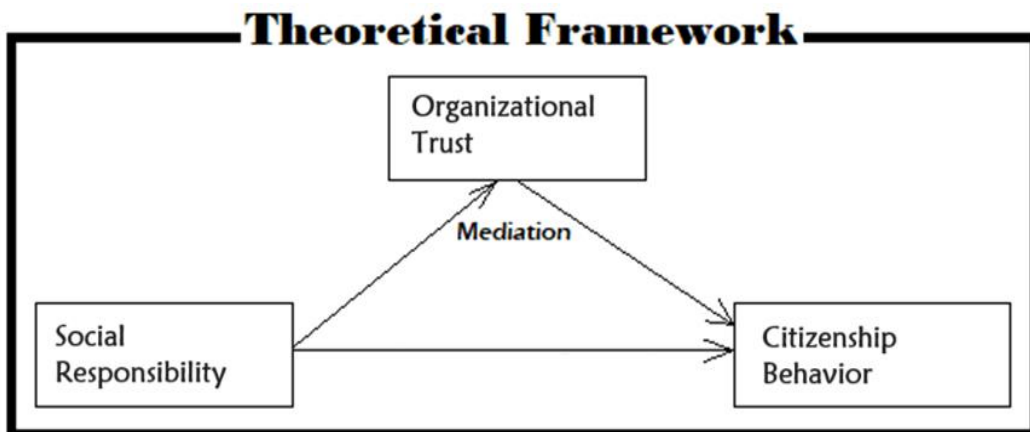 Theoretical Framework
Organizational
Trust
Mediation
Social
Responsibility
Citizenship
Behavior